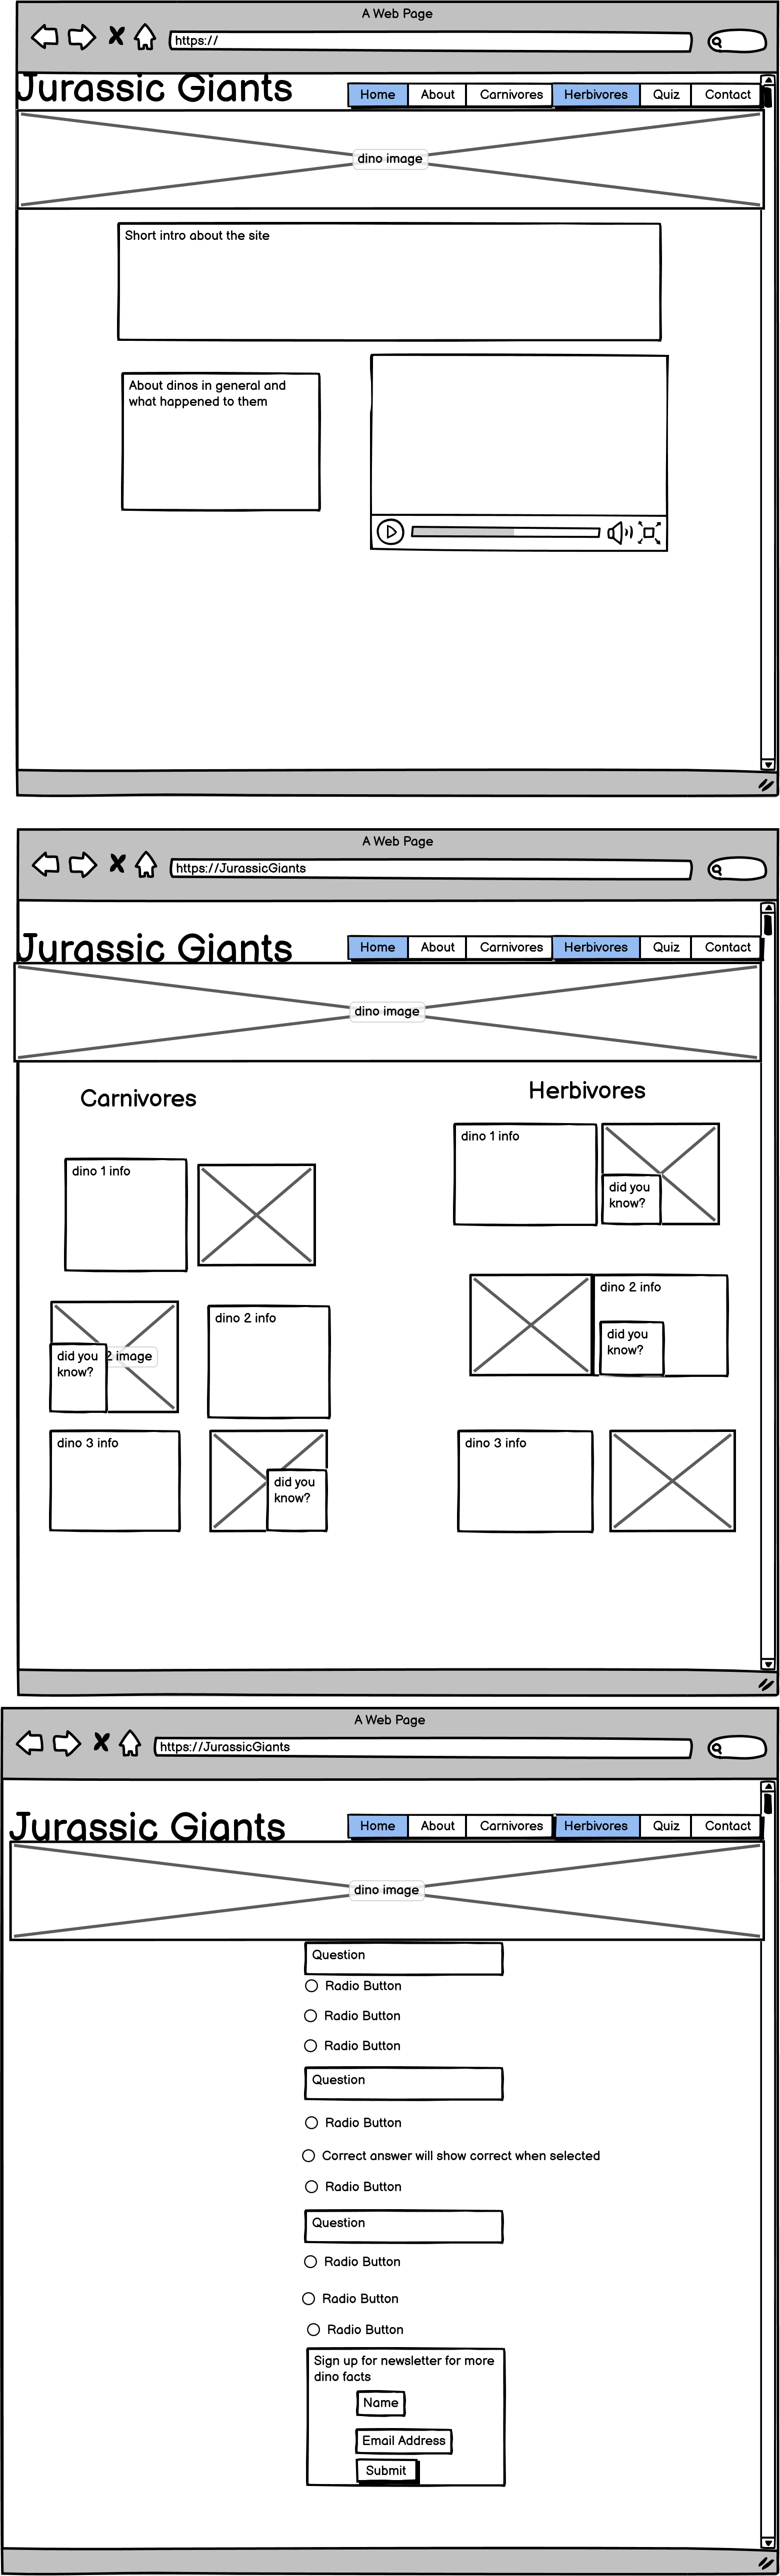 A Web Page
https://
Jurassic Giants
Home About Carnivores Herbivores Quiz Contact
dino image
Short intro about the site
About dinos in general and
what happened to them
A Web Page
https://JurassicGiants
Jurassic Giants
Home About Carnivores Herbivores Quiz Contact
dino image
Carnivores
dino 1 info
did you
know?
2 image
dino 2 info
dino 3 info
did you
know?
Herbivores
dino 1 info
did you
know?
dino 2 info
did you
know?
dino 3 info
A Web Page
https://JurassicGiants
Jurassic Giants
Home About Carnivores Herbivores Quiz Contact
dino image
Question
Radio Button
Radio Button
Radio Button
Question
Radio Button
Correct answer will show correct when selected
Radio Button
Question
Radio Button
Radio Button
Radio Button
Sign up for newsletter for more
dino facts
Name
Email Address
Submit